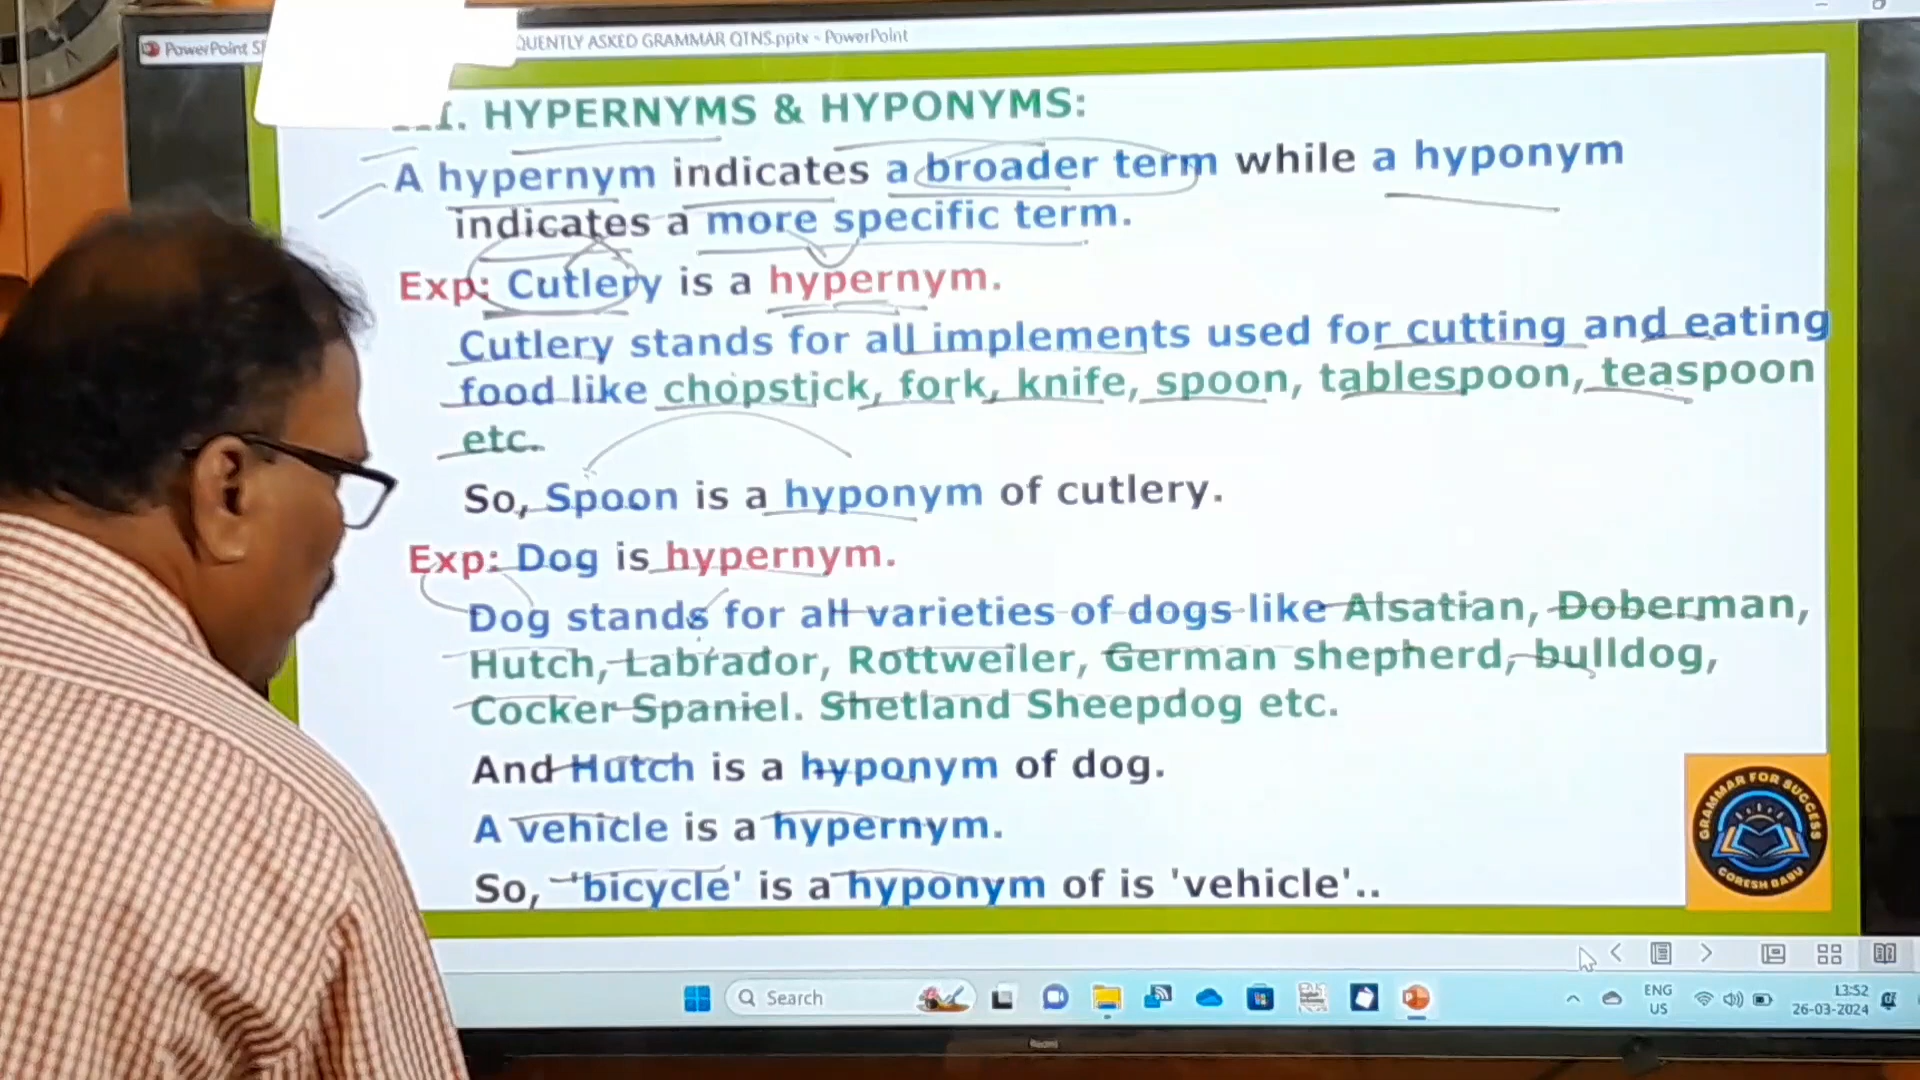 PowerPoint Sl
QUENTLY ASKED GRAMMAR QTNS.pptx - PowerPoint
I. HYPERNYMS & HYPONYMS:
A hypernym indicates a broader term while a hyponym
indicates a more specific term.
Exp: Cutlery is a hypernym.
Cutlery stands for all implements used for cutting and eating
food like chopstick, fork, knife, spoon, tablespoon, teaspoon
etc.
So, Spoon is a hyponym of cutlery.
Exp: Dog is hypernym.
Dog stands for all varieties of dogs like Alsatian, Doberman,
Hutch, Labrador, Rottweiler, German shepherd, bulldog,
Cocker Spaniel. Shetland Sheepdog etc.
And Hutch is a hyponym of dog.
A vehicle is a hypernym.
So, 'bicycle' is a hyponym of is 'vehicle'..
GRAMMAR FOR SUCCESS
GORESH BABU
Search
ENG
US
13:52
26-03-2024
Redmi